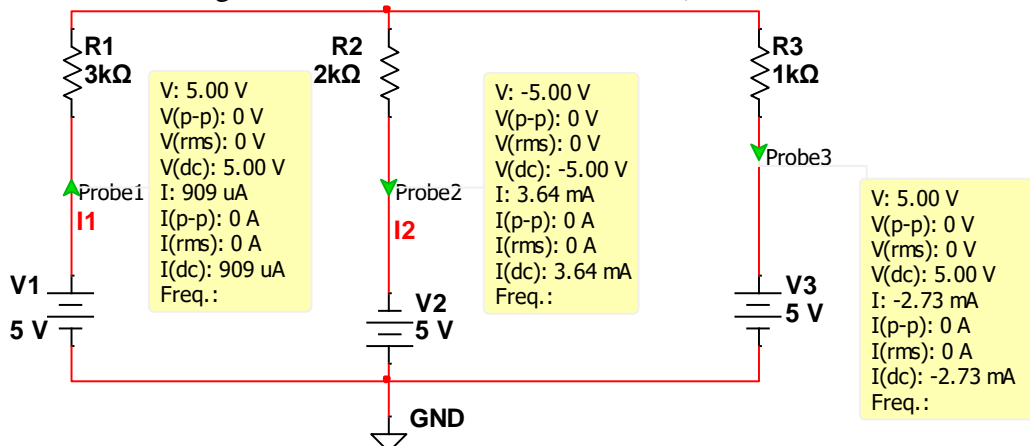 R1
3kΩ
R2
2kΩ
R3
1kΩ
V: 5.00 V
V(p-p): 0 V
V(rms): 0 V
V(dc): 5.00 V
I: 909 uA
I(p-p): 0 A
I(rms): 0 A
I(dc): 909 uA
Freq.:
V: -5.00 V
V(p-p): 0 V
V(rms): 0 V
V(dc): -5.00 V
I: 3.64 mA
I(p-p): 0 A
I(rms): 0 A
I(dc): 3.64 mA
Freq.:
Probe1
I1
Probe2
I2
Probe3
V: 5.00 V
V(p-p): 0 V
V(rms): 0 V
V(dc): 5.00 V
I: -2.73 mA
I(p-p): 0 A
I(rms): 0 A
I(dc): -2.73 mA
Freq.:
V1
5 V
V2
5 V
V3
5 V
GND